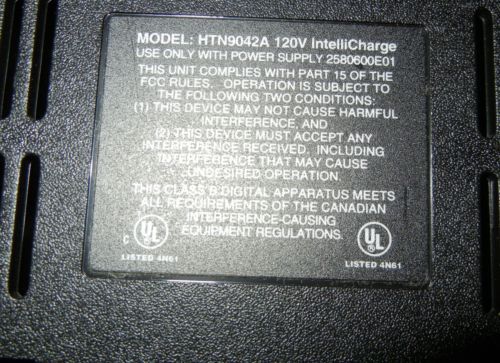 MODEL: HTN9042A 120V IntelliCharge
USE ONLY WITH POWER SUPPLY 2580600E01
THIS UNIT COMPLIES WITH PART 15 OF THE
FCC RULES. OPERATION IS SUBJECT TO
THE FOLLOWING TWO CONDITIONS:
(1) THIS DEVICE MAY NOT CAUSE HARMFUL
INTERFERENCE, AND
(2) THIS DEVICE MUST ACCEPT ANY
INTERFERENCE RECEIVED. INCLUDING
INTERFERENCE THAT MAY CAUSE
UNDESIRED OPERATION.
THIS CLASS B DIGITAL APPARATUS MEETS
ALL REQUIREMENTS OF THE CANADIAN
INTERFERENCE-CAUSING
EQUIPMENT REGULATIONS.
C UL UL
LISTED 4N61 LISTED 4N61